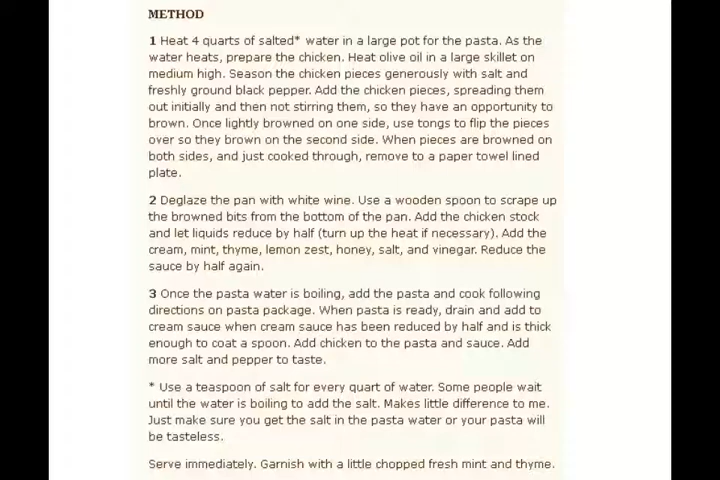 METHOD
1 Heat 4 quarts of salted* water in a large pot for the pasta. As the
water heats, prepare the chicken. Heat olive oil in a large skillet on
medium high. Season the chicken pieces generously with salt and
freshly ground black pepper. Add the chicken pieces, spreading them
out initially and then not stirring them, so they have an opportunity to
brown. Once lightly browned on one side, use tongs to flip the pieces
over so they brown on the second side. When pieces are browned on
both sides, and just cooked through, remove to a paper towel lined
plate.
2 Deglaze the pan with white wine. Use a wooden spoon to scrape up
the browned bits from the bottom of the pan. Add the chicken stock
and let liquids reduce by half (turn up the heat if necessary). Add the
cream, mint, thyme, lemon zest, honey, salt, and vinegar. Reduce the
sauce by half again.
3 Once the pasta water is boiling, add the pasta and cook following
directions on pasta package. When pasta is ready, drain and add to
cream sauce when cream sauce has been reduced by half and is thick
enough to coat a spoon. Add chicken to the pasta and sauce. Add
more salt and pepper to taste.
* Use a teaspoon of salt for every quart of water. Some people wait
until the water is boiling to add the salt. Makes little difference to me.
Just make sure you get the salt in the pasta water or your pasta will
be tasteless.
Serve immediately. Garnish with a little chopped fresh mint and thyme.